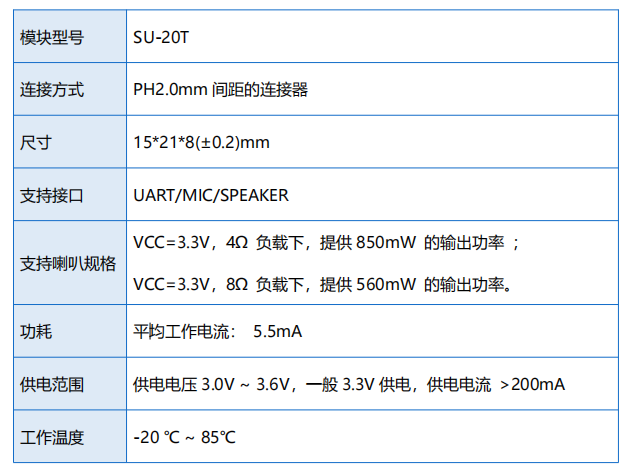 模块型号 SU-20T
连接方式 PH2.0mm 间距的连接器
尺寸 15*21*8(±0.2)mm
支持接口 UART/MIC/SPEAKER
支持喇叭规格 VCC=3.3V，4Ω 负载下，提供 850mW 的输出功率 ；
VCC=3.3V，8Ω 负载下，提供 560mW 的输出功率。
功耗 平均工作电流： 5.5mA
供电范围 供电电压 3.0V ~ 3.6V，一般 3.3V 供电，供电电流 >200mA
工作温度 -20 ℃ ~ 85℃